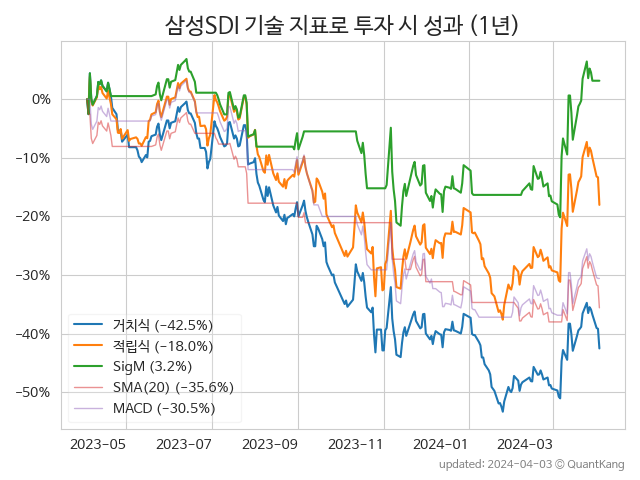 삼성SDI 기술 지표로 투자 시 성과 (1년)
0%
−10%
−20%
−30%
−40%
−50%
거치식 (−42.5%)
적립식 (−18.0%)
SigM (3.2%)
SMA(20) (−35.6%)
MACD (−30.5%)
2023-05 2023-07 2023-09 2023-11 2024-01 2024-03
updated: 2024-04-03 © QuantKang